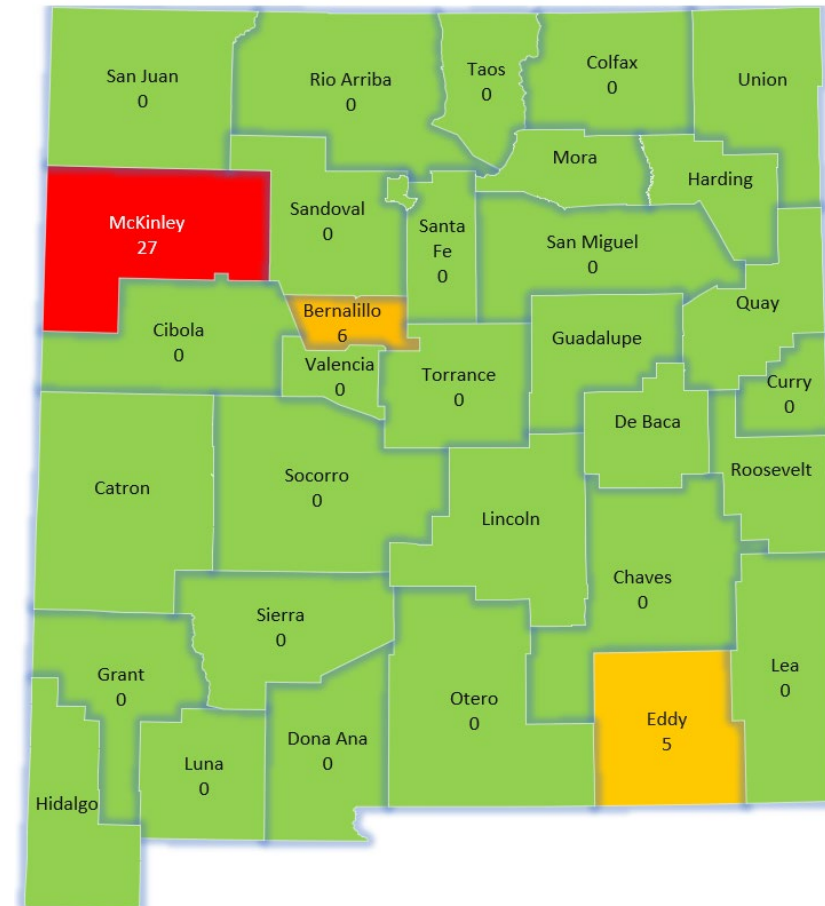 San Juan
0
Rio Arriba
0
Taos
0
Colfax
0
Union
McKinley
27
Sandoval
0
Santa
Fe
0
Mora
Harding
San Miguel
0
Cibola
0
Bernalillo
6
Valencia
0
Torrance
0
Guadalupe
Quay
Curry
0
De Baca
Roosevelt
Catron
Socorro
0
Lincoln
Chaves
0
Sierra
0
Grant
0
Luna
0
Dona Ana
0
Otero
0
Eddy
5
Lea
0
Hidalgo